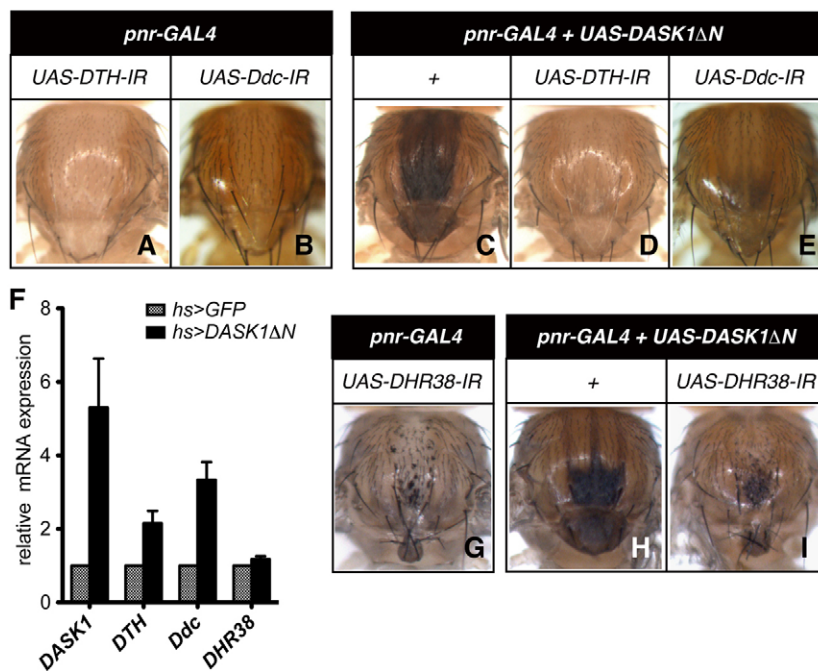 pnr-GAL4
pnr-GAL4 + UAS-DASK1ΔN
UAS-DTH-IR
UAS-Ddc-IR
+
UAS-DTH-IR
UAS-Ddc-IR
A
B
C
D
E
F
8
6
4
2
0
relative mRNA expression
hs>GFP
hs>DASK1ΔN
DASK1
DTH
Ddc
DHR38
pnr-GAL4
pnr-GAL4 + UAS-DASK1ΔN
UAS-DHR38-IR
+
UAS-DHR38-IR
G
H
I